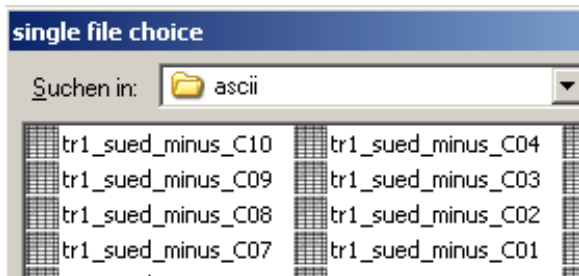 single file choice
Suchen in: ascii
tr1_sued_minus_C10 tr1_sued_minus_C04
tr1_sued_minus_C09 tr1_sued_minus_C03
tr1_sued_minus_C08 tr1_sued_minus_C02
tr1_sued_minus_C07 tr1_sued_minus_C01